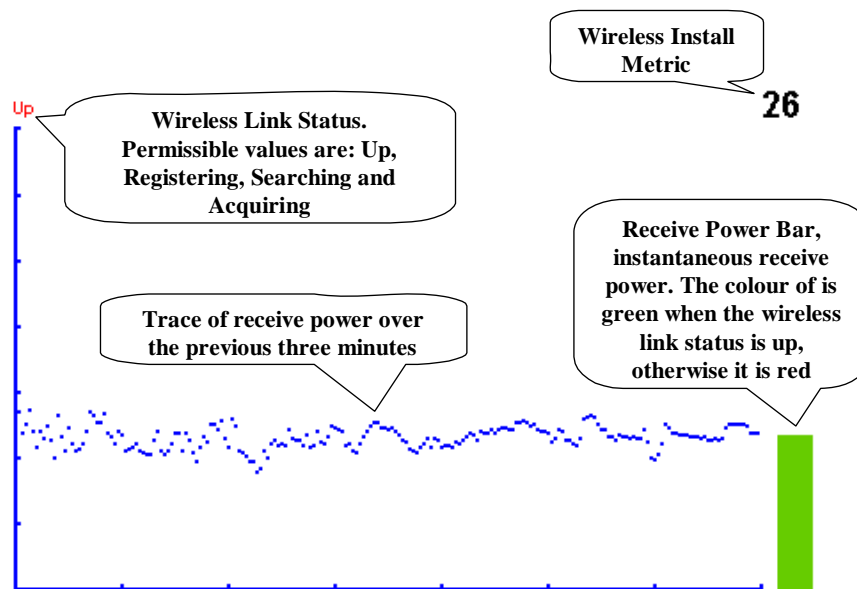 Wireless Install
Metric
26
Up
Wireless Link Status.
Permissible values are: Up,
Registering, Searching and
Acquiring
Receive Power Bar,
instantaneous receive
power. The colour of is
green when the wireless
link status is up,
otherwise it is red
Trace of receive power over
the previous three minutes